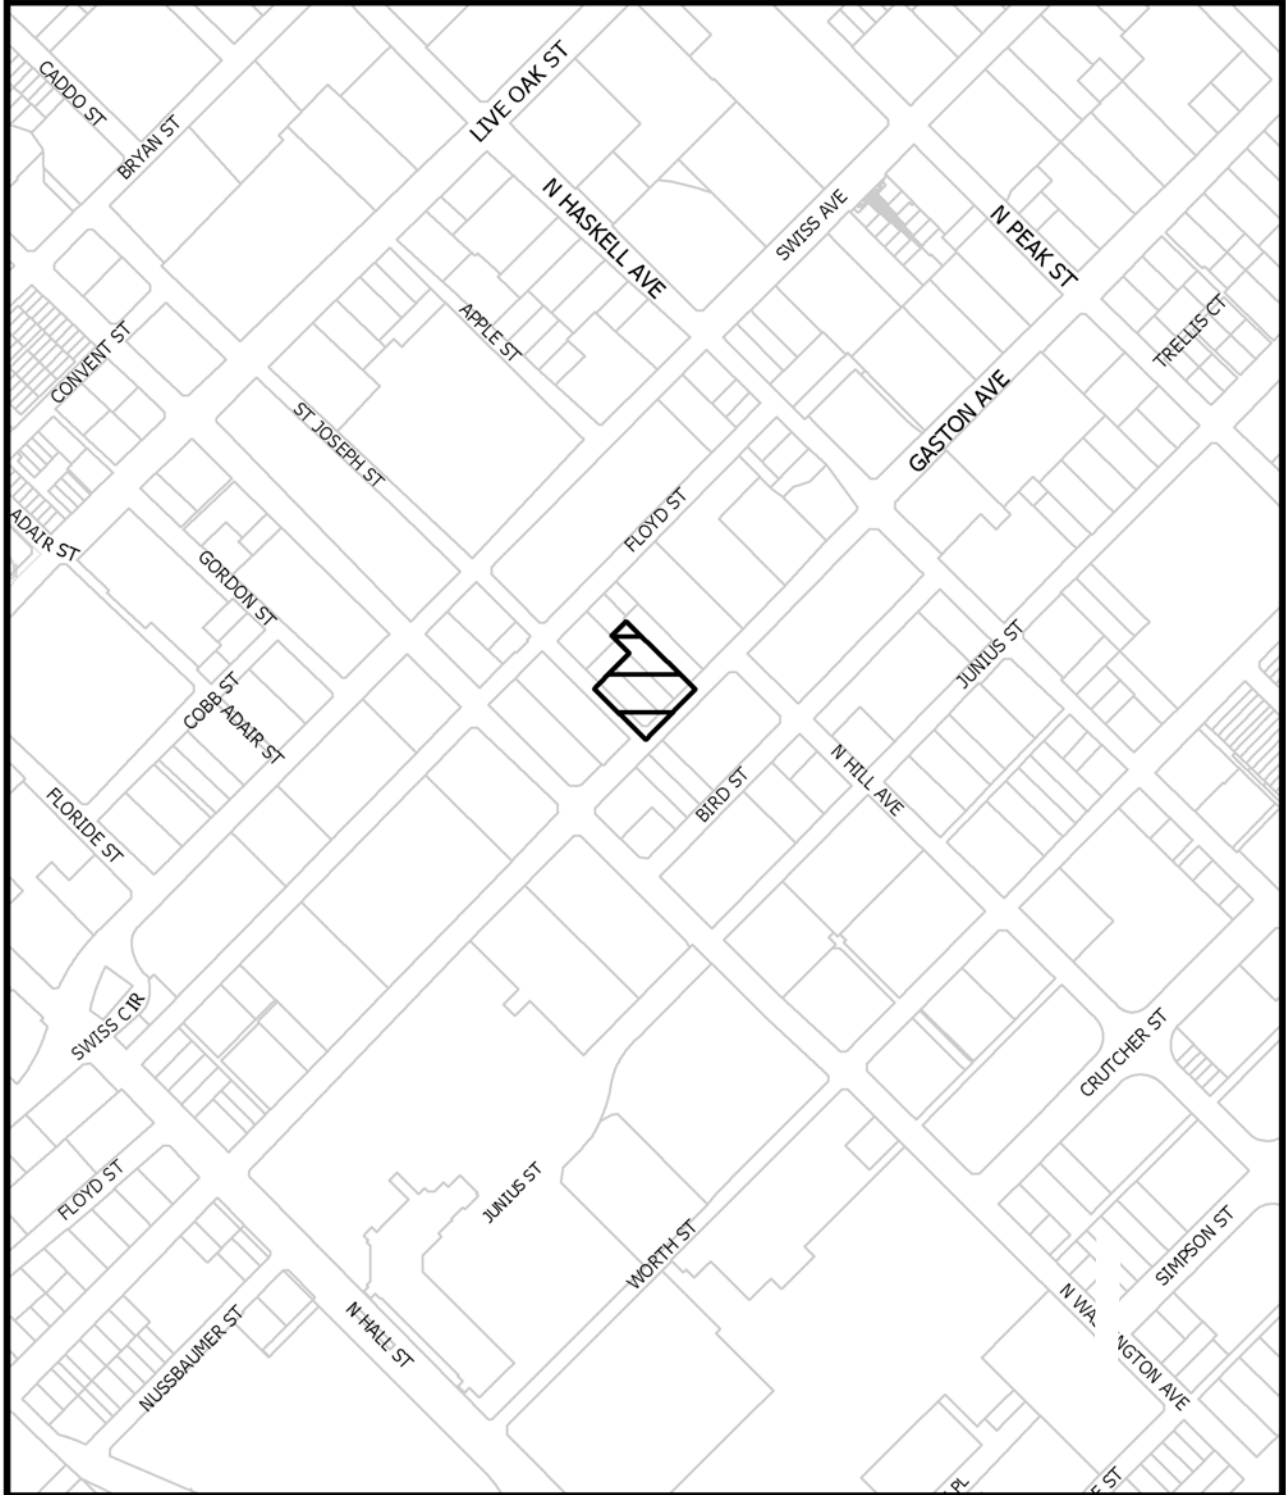 LIVE OAK ST
CADDO ST
BRYAN ST
N HASKELL AVE
SWISS AVE
N PEAK ST
APPLE ST
TRELLIS CT
CONVENT ST
ST JOSEPH ST
GASTON AVE
FLOYD ST
ADAIR ST
GORDON ST
JUNIUS ST
COBB ST
ADAIR ST
N HILL AVE
BIRD ST
FLORIDE ST
SWISS CIR
CRUTCHER ST
FLOYD ST
JUNIUS ST
WORTH ST
SIMPSON ST
NUSSBAUMER ST
N HALL ST
N WA
NGTON AVE
PL
ST